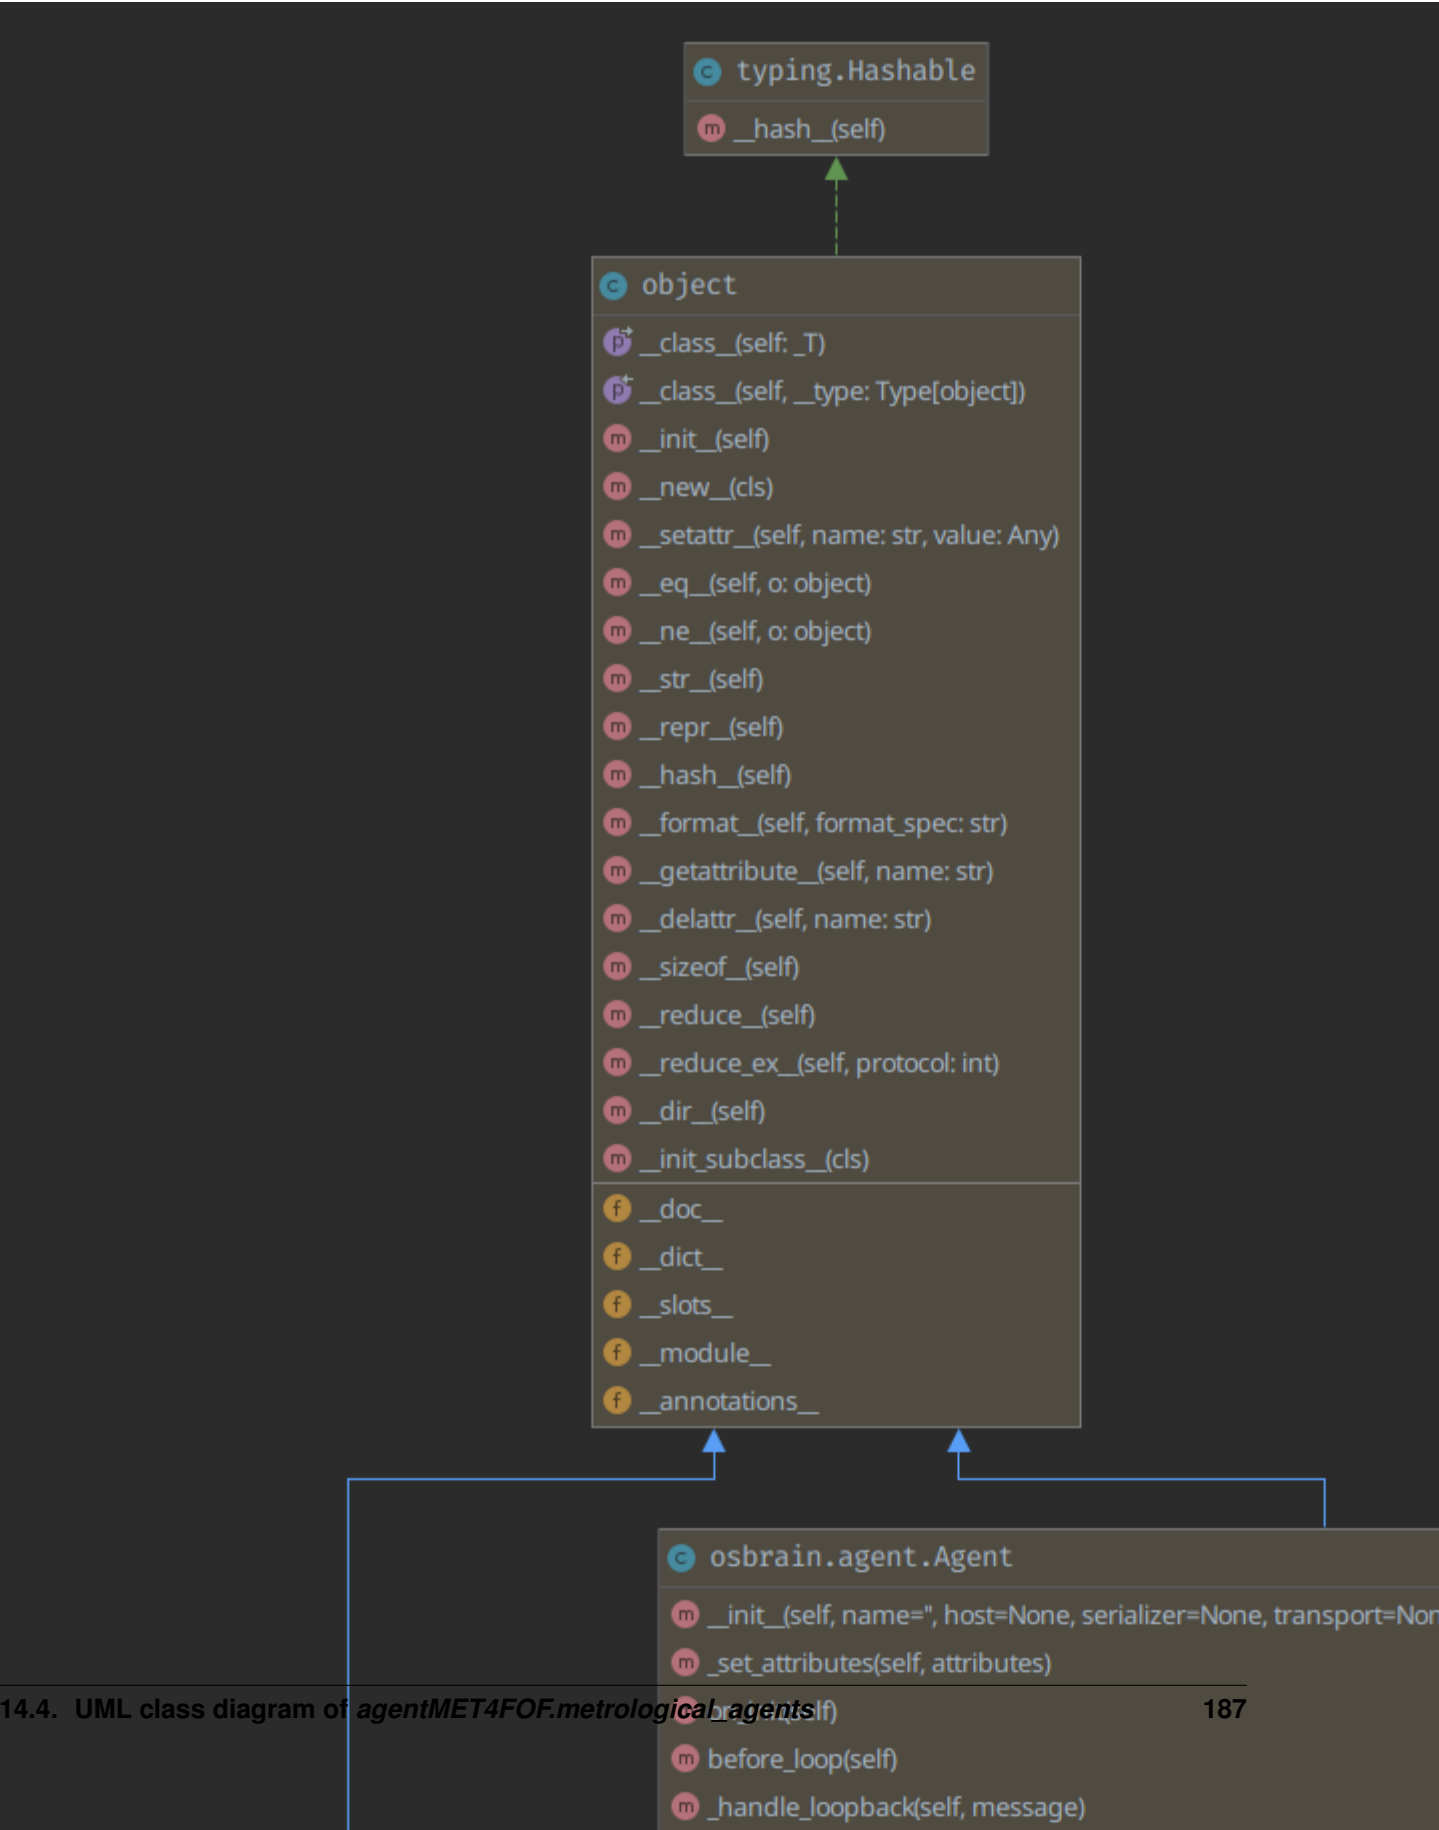 typing.Hashable
__hash__(self)
object
__class__(self: _T)
__class__(self, __type: Type[object])
__init__(self)
__new__(cls)
__setattr__(self, name: str, value: Any)
__eq__(self, o: object)
__ne__(self, o: object)
__str__(self)
__repr__(self)
__hash__(self)
__format__(self, format_spec: str)
__getattribute__(self, name: str)
__delattr__(self, name: str)
__sizeof__(self)
__reduce__(self)
__reduce_ex__(self, protocol: int)
__dir__(self)
__init_subclass__(cls)
__doc__
__dict__
__slots__
__module__
__annotations__
osbrain.agent.Agent
__init__(self, name='', host=None, serializer=None, transport=Non
_set_attributes(self, attributes)
14.4. UML class diagram of agentMET4FOF.metrological_agents 187
before_loop(self)
_handle_loopback(self, message)